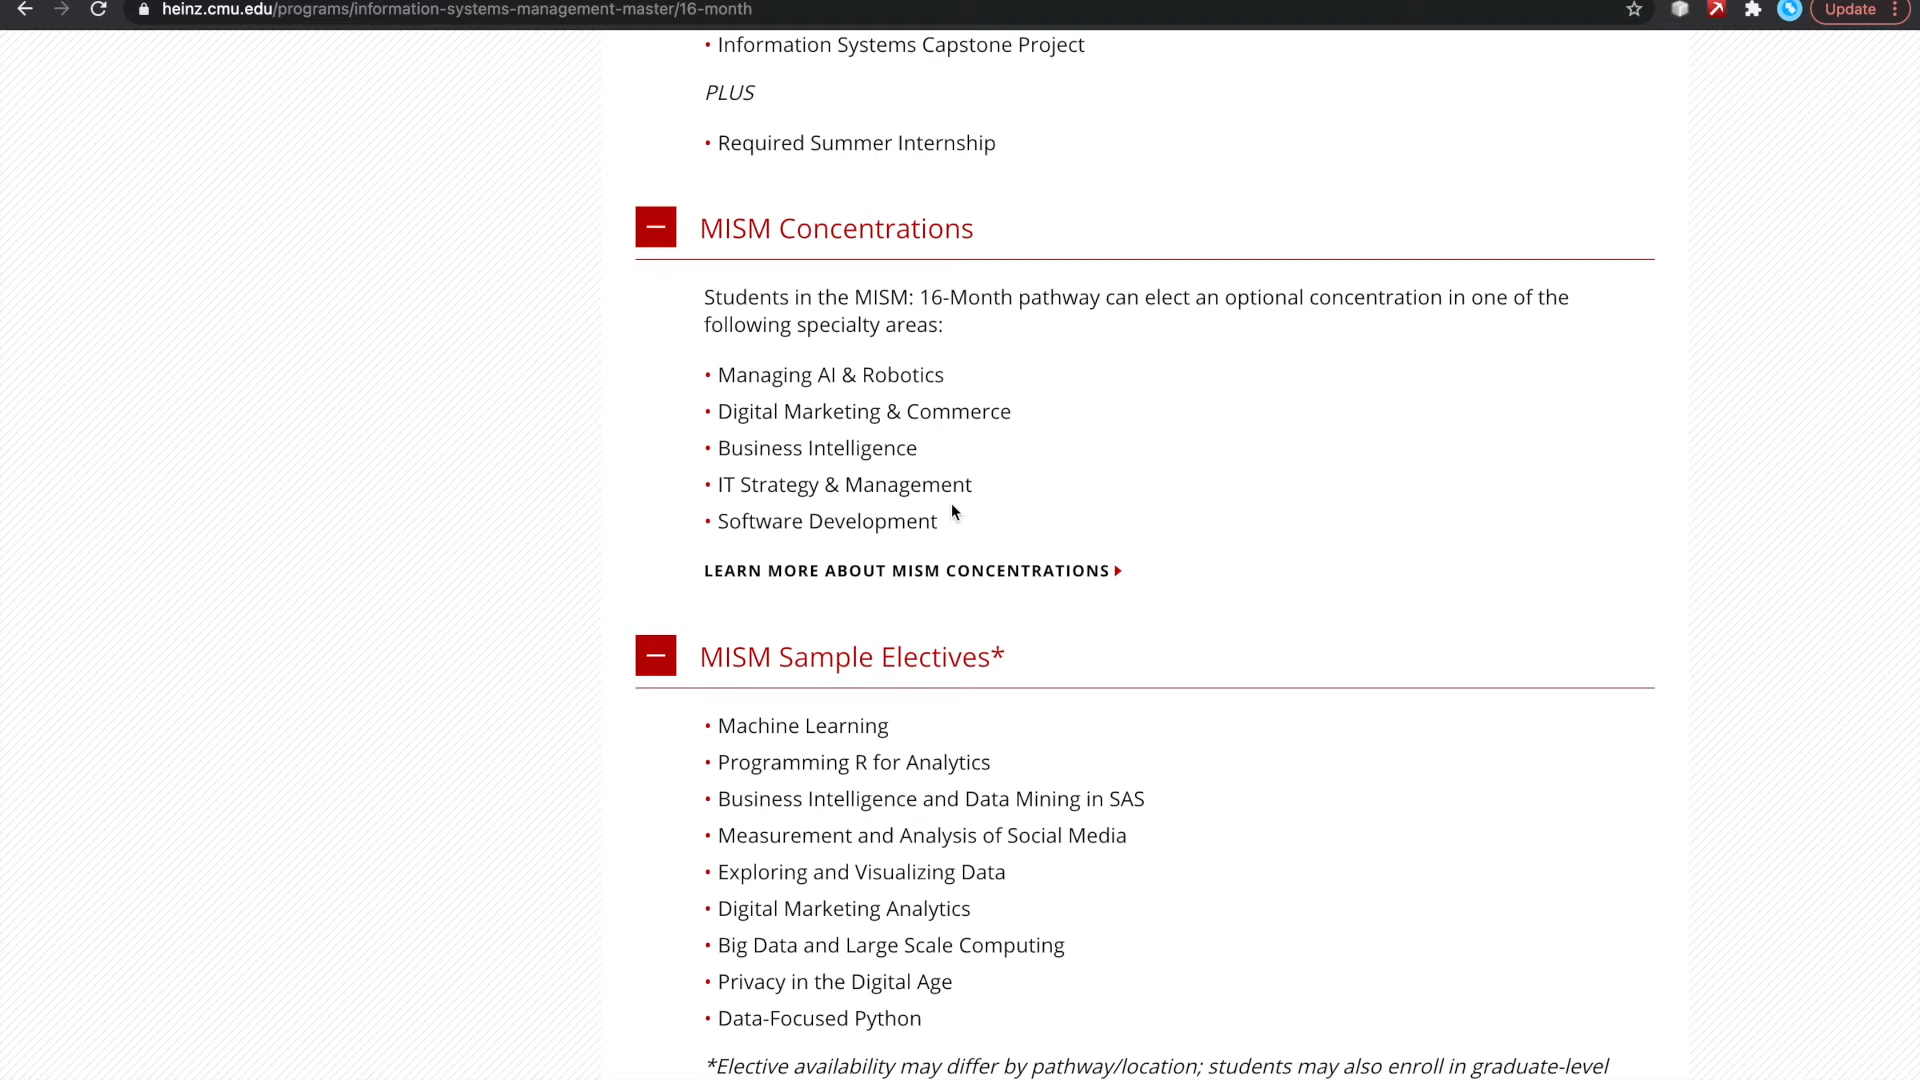 heinz.cmu.edu/programs/information-systems-management-master/16-month
Update
• Information Systems Capstone Project
PLUS
• Required Summer Internship
MISM Concentrations
Students in the MISM: 16-Month pathway can elect an optional concentration in one of the
following specialty areas:
• Managing AI & Robotics
• Digital Marketing & Commerce
• Business Intelligence
• IT Strategy & Management
• Software Development
LEARN MORE ABOUT MISM CONCENTRATIONS
MISM Sample Electives*
• Machine Learning
• Programming R for Analytics
• Business Intelligence and Data Mining in SAS
• Measurement and Analysis of Social Media
• Exploring and Visualizing Data
• Digital Marketing Analytics
• Big Data and Large Scale Computing
• Privacy in the Digital Age
• Data-Focused Python
*Elective availability may differ by pathway/location; students may also enroll in graduate-level